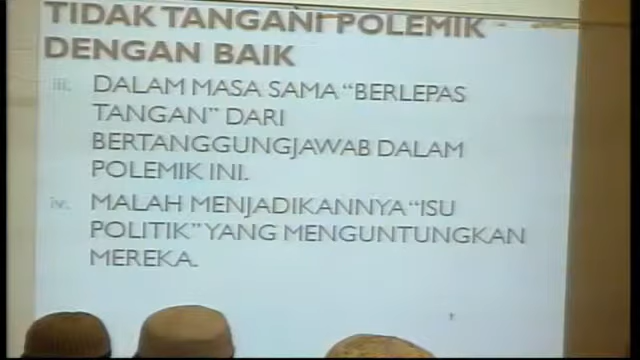 TIDAK TANGANI POLEMIK
DENGAN BAIK
iii. DALAM MASA SAMA “BERLEPAS
TANGAN” DARI
BERTANGGUNGJAWAB DALAM
POLEMIK INI.
iv. MALAH MENJADIKANNYA “ISU
POLITIK” YANG MENGUNTUNGKAN
MEREKA.